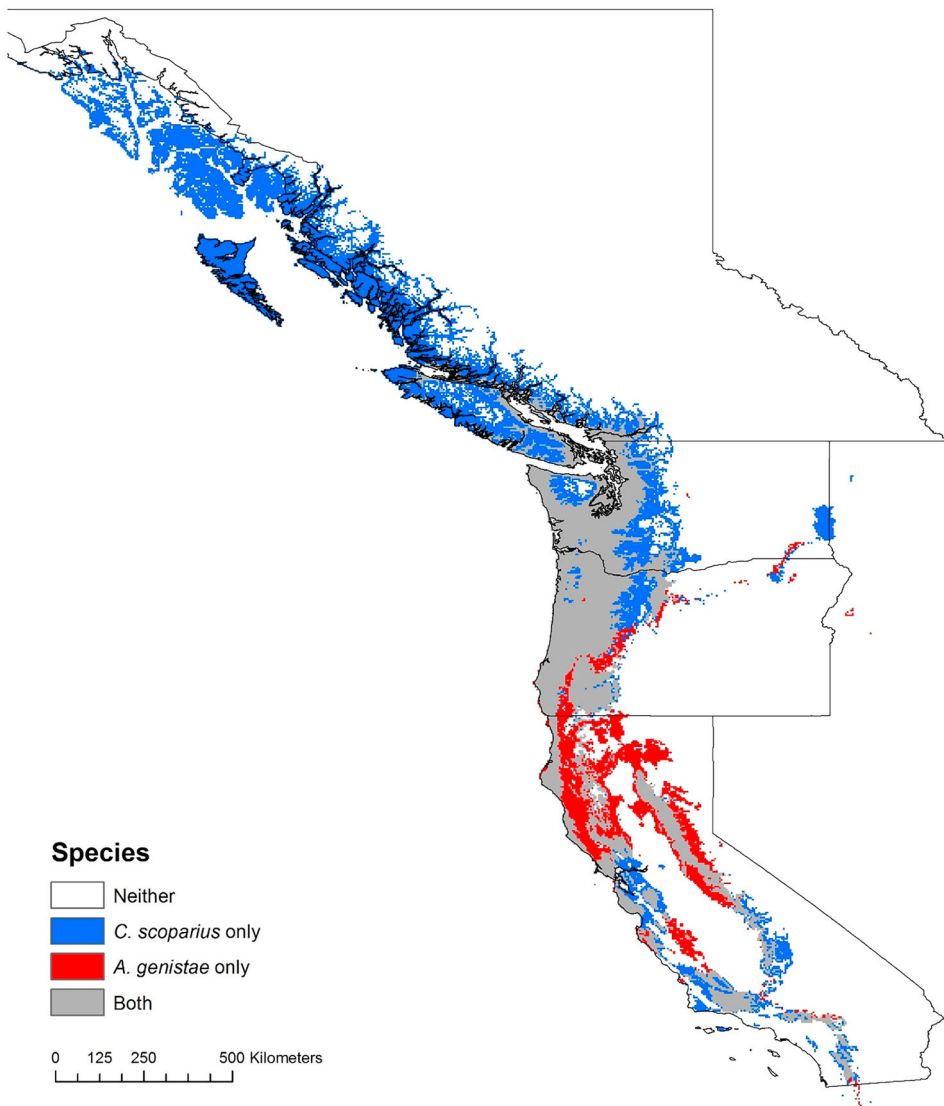 Species
Neither
C. scoparius only
A. genistae only
Both
0 125 250 500 Kilometers